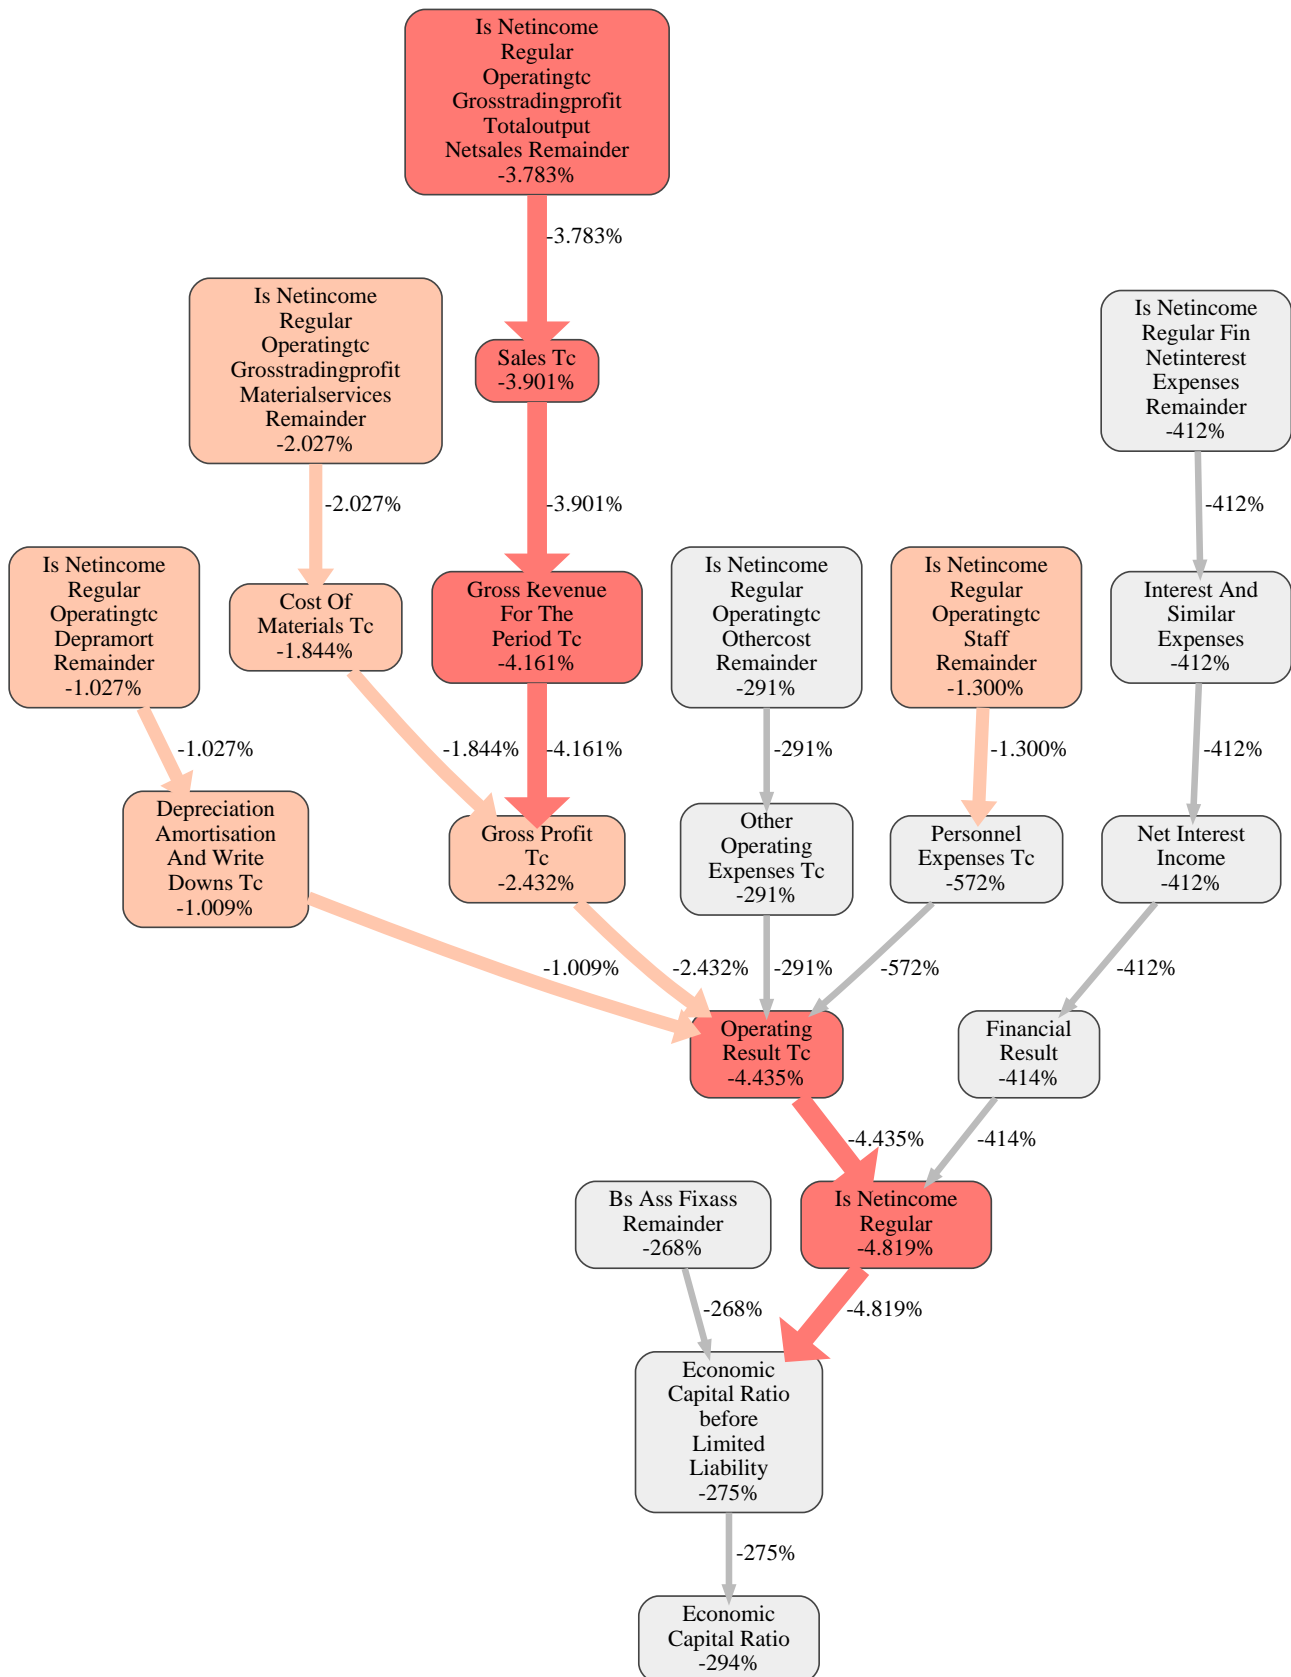 Is Netincome
Regular
Operatingtc
Grosstradingprofit
Totaloutput
Netsales Remainder
-3.783%
-3.783%
Is Netincome
Regular
Operatingtc
Grosstradingprofit
Materialservices
Remainder
-2.027%
Is Netincome
Regular Fin
Netinterest
Expenses
Remainder
-412%
Sales Tc
-3.901%
-2.027%
-3.901%
-412%
Is Netincome
Regular
Operatingtc
Depramort
Remainder
-1.027%
Cost Of
Materials Tc
-1.844%
Gross Revenue
For The
Period Tc
-4.161%
Is Netincome
Regular
Operatingtc
Othercost
Remainder
-291%
Is Netincome
Regular
Operatingtc
Staff
Remainder
-1.300%
Interest And
Similar
Expenses
-412%
-1.027%
-1.844%
-4.161%
-291%
-1.300%
-412%
Depreciation
Amortisation
And Write
Downs Tc
-1.009%
Gross Profit
Tc
-2.432%
Other
Operating
Expenses Tc
-291%
Personnel
Expenses Tc
-572%
Net Interest
Income
-412%
-1.009%
-2.432%
-291%
-572%
-412%
Operating
Result Tc
-4.435%
Financial
Result
-414%
-4.435%
-414%
Bs Ass Fixass
Remainder
-268%
Is Netincome
Regular
-4.819%
-268%
-4.819%
Economic
Capital Ratio
before
Limited
Liability
-275%
-275%
Economic
Capital Ratio
-294%